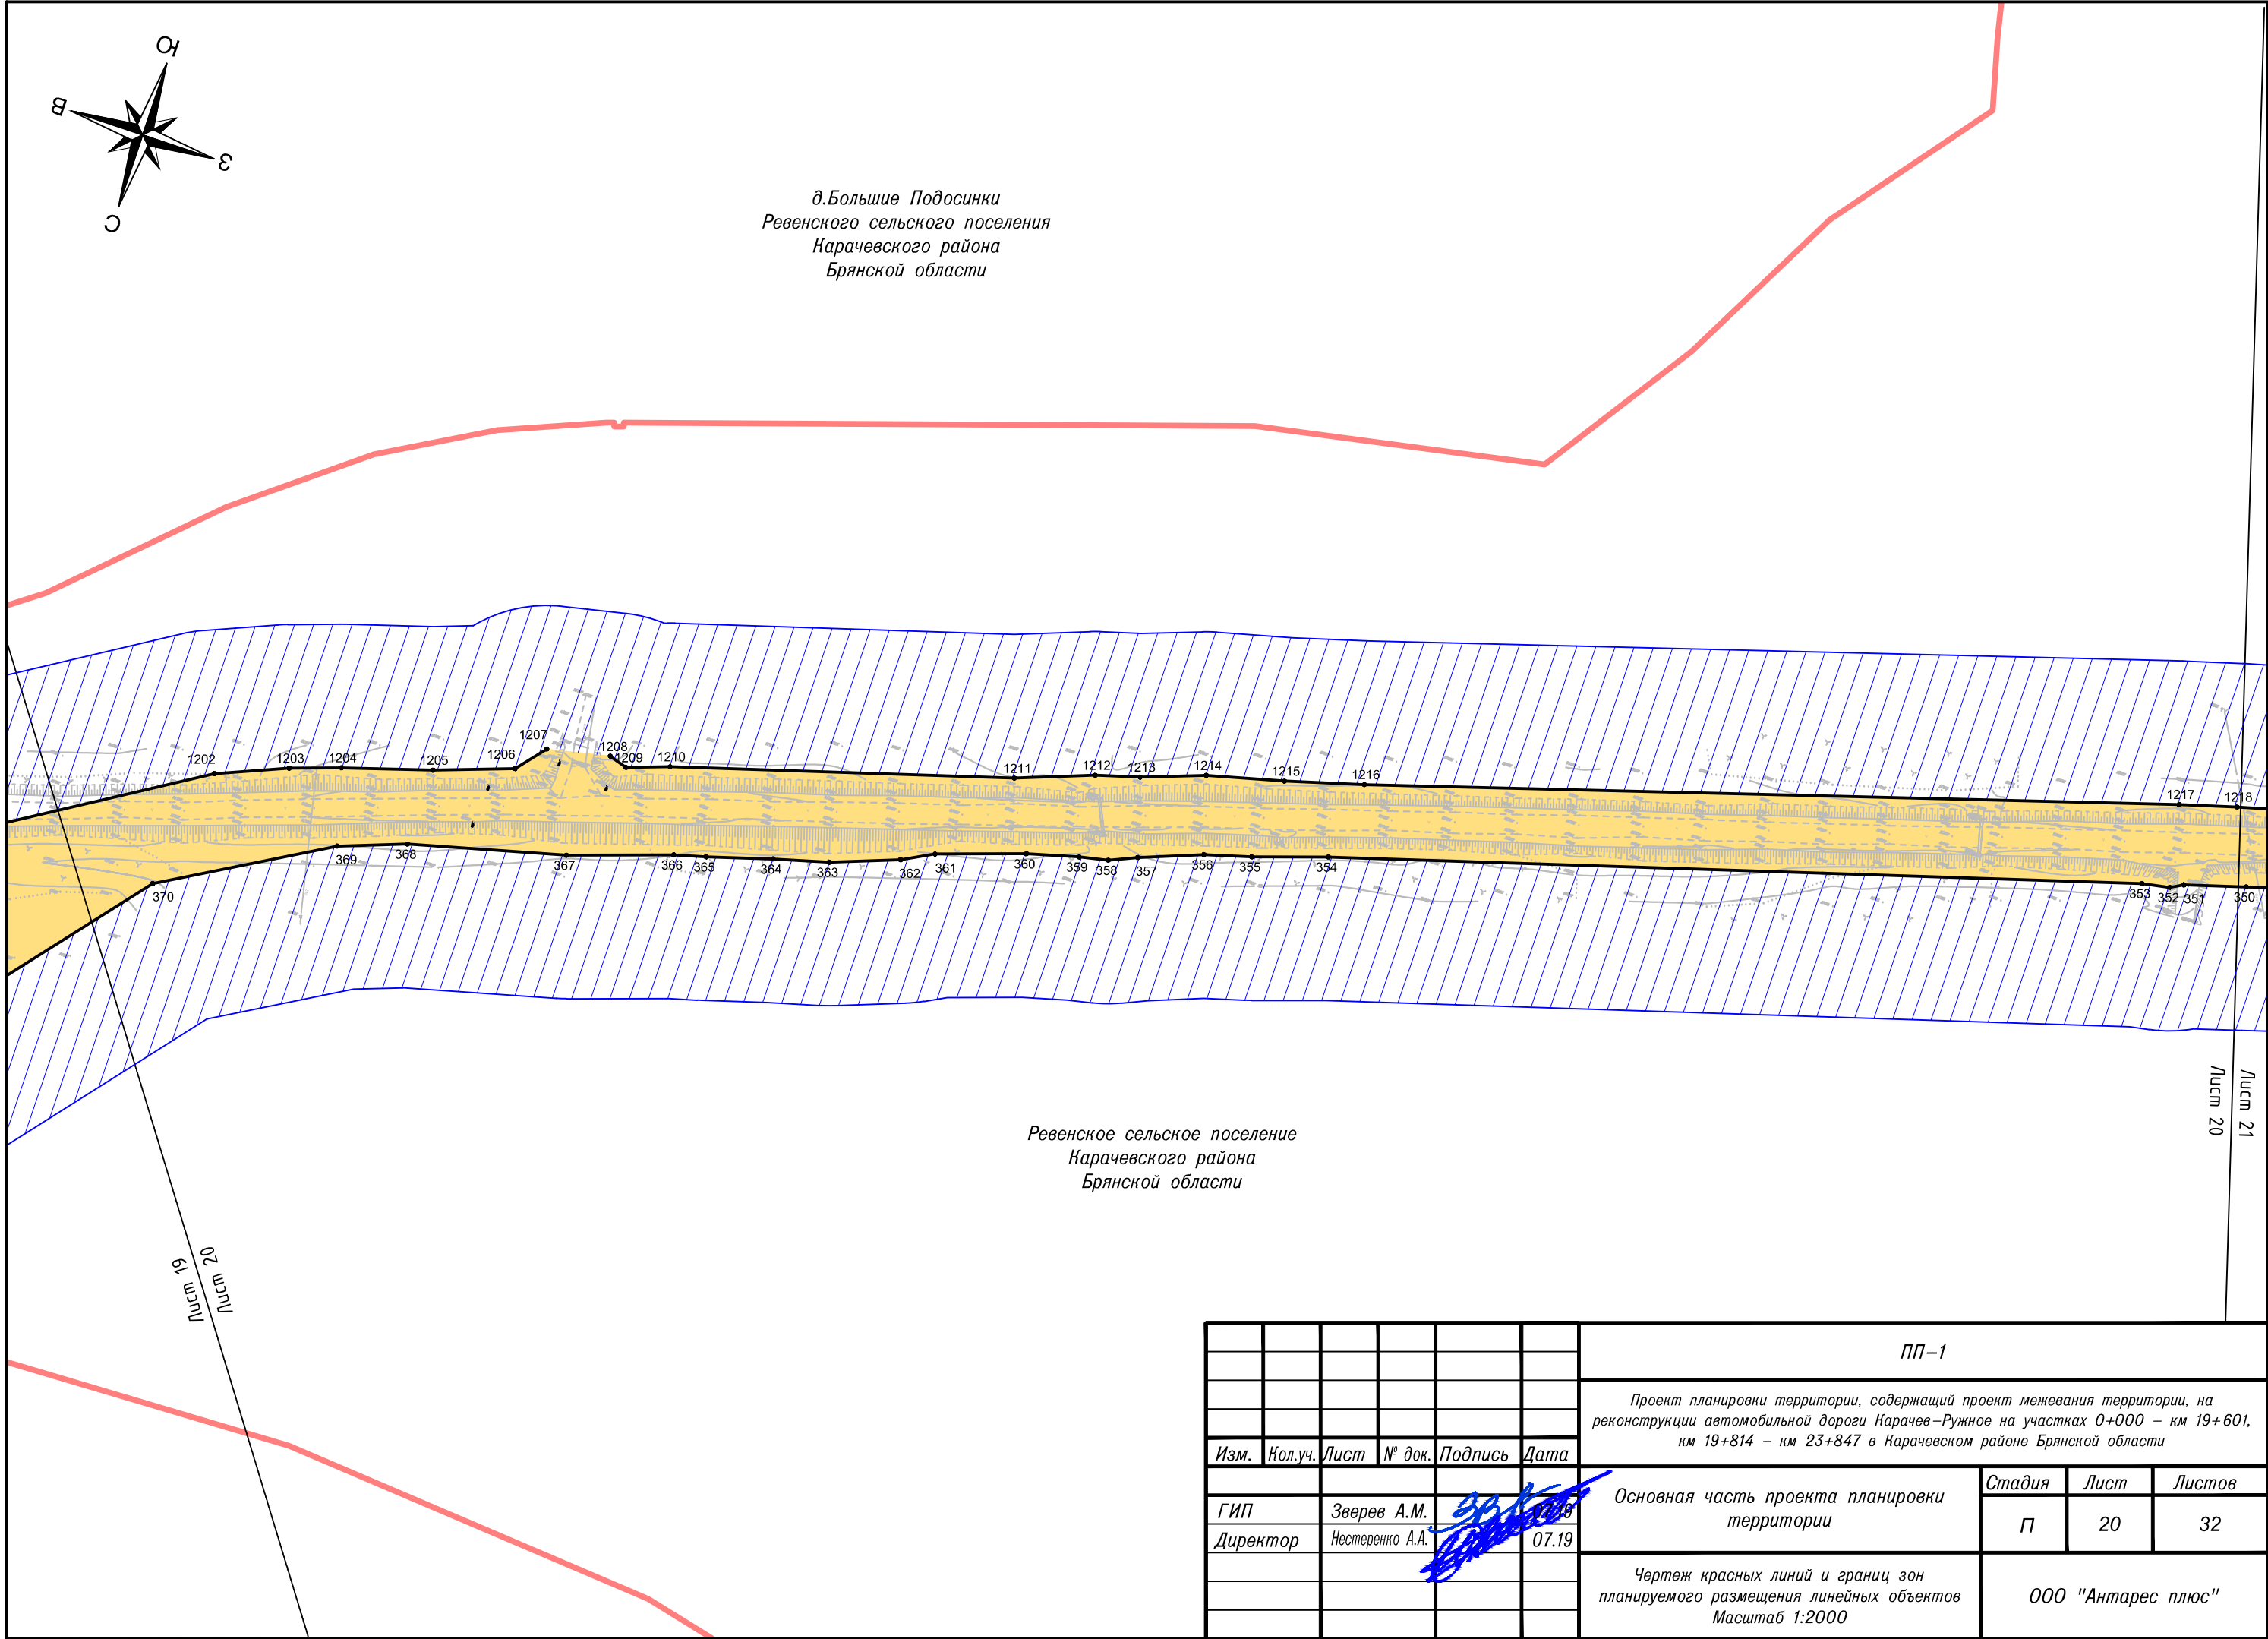 Ю
В
З
С
д.Большие Подосинки
Ревенского сельского поселения
Карачевского района
Брянской области
1202
1203
1204
1205
1206
1207
1208
1209
1210
1211
1212
1213
1214
1215
1216
1217
1218
370
369
368
367
366
365
364
363
362
361
360
359
358
357
356
355
354
353
352
351
350
Ревенское сельское поселение
Карачевского района
Брянской области
Лист 19
Лист 20
Лист 20
Лист 21
ПП-1
Проект планировки территории, содержащий проект межевания территории, на
реконструкции автомобильной дороги Карачев-Ружное на участках 0+000 - км 19+601,
км 19+814 - км 23+847 в Карачевском районе Брянской области
Изм. Кол.уч. Лист № док. Подпись Дата
Основная часть проекта планировки
территории
Стадия Лист Листов
П 20 32
ГИП Зверев А.М. 07.19
Директор Нестеренко А.А. 07.19
Чертеж красных линий и границ зон
планируемого размещения линейных объектов
Масштаб 1:2000
ООО "Антарес плюс"